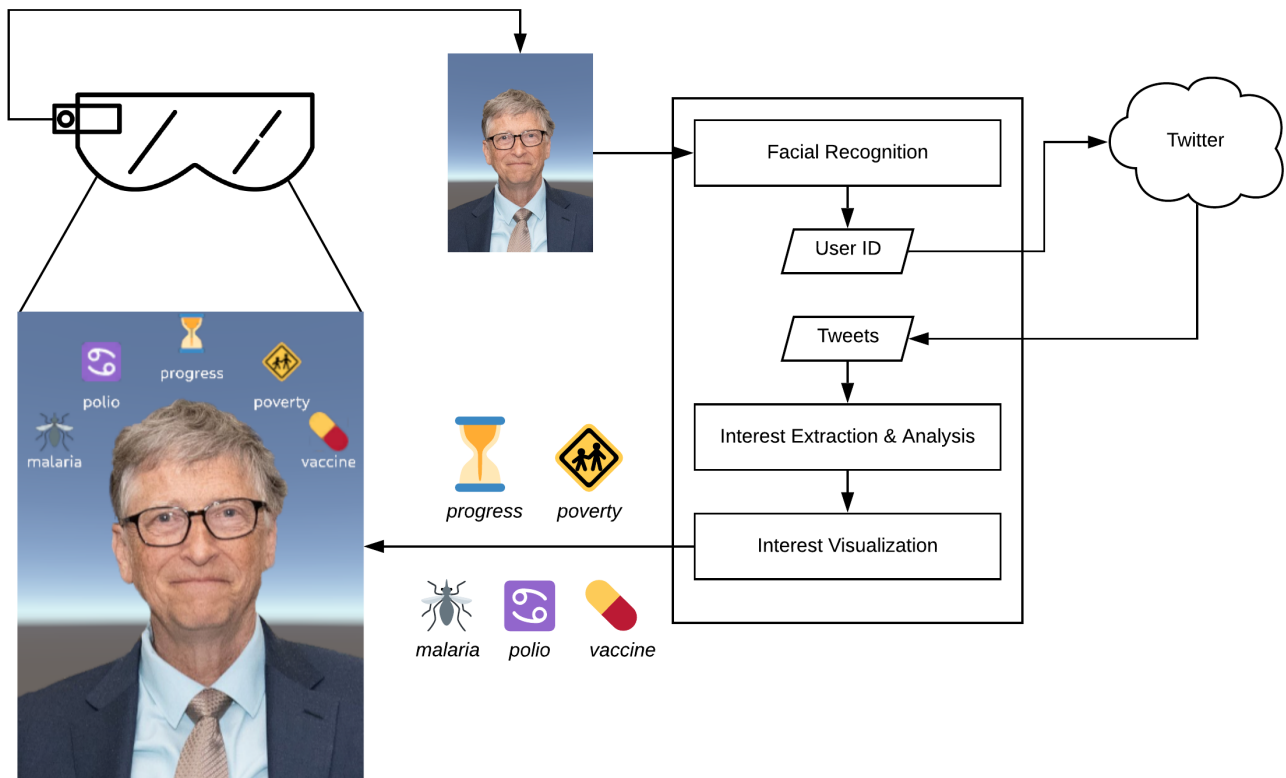 Facial Recognition
Twitter
User ID
Tweets
Interest Extraction & Analysis
Interest Visualization
progress
polio
poverty
malaria
vaccine
progress
poverty
malaria
polio
vaccine